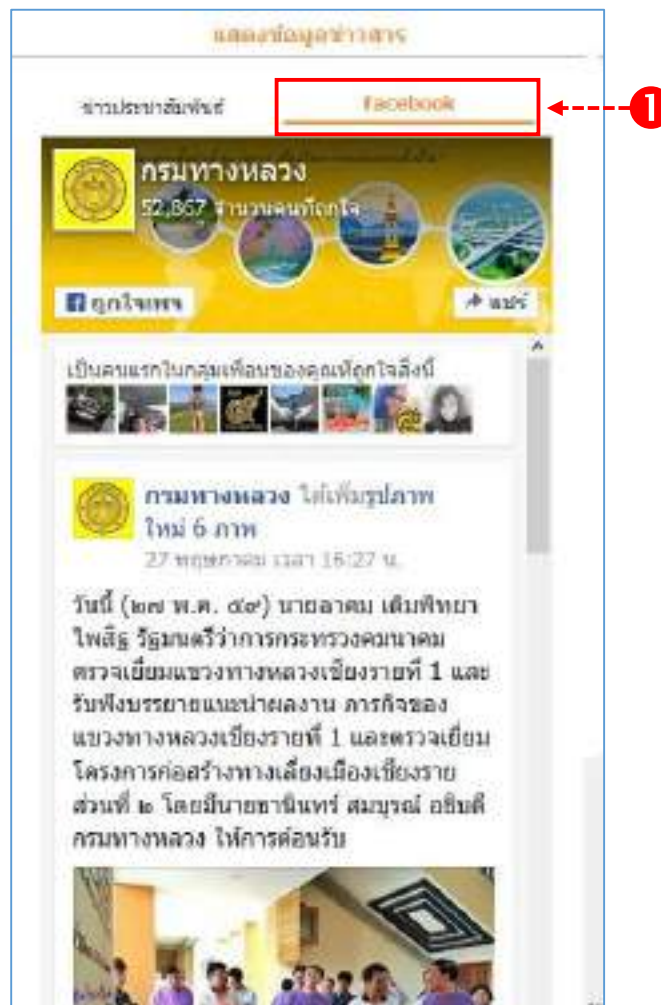 แสดงข้อมูลข่าวสาร
ข่าวประชาสัมพันธ์
Facebook
1
กรมทางหลวง
52,867 จำนวนคนที่ถูกใจ
ถูกใจเพจ
แชร์
เป็นคนแรกในกลุ่มเพื่อนของคุณที่ถูกใจสิ่งนี้
กรมทางหลวง ได้เพิ่มรูปภาพ
ใหม่ 6 ภาพ
27 พฤษภาคม เวลา 16:27 น.
วันนี้ (๒๗ พ.ค. ๕๙) นายอาคม เติมพิทยา
ไพสิฐ รัฐมนตรีว่าการกระทรวงคมนาคม
ตรวจเยี่ยมแขวงทางหลวงเชียงรายที่ 1 และ
รับฟังบรรยายแนะนำผลงาน ภารกิจของ
แขวงทางหลวงเชียงรายที่ 1 และตรวจเยี่ยม
โครงการก่อสร้างทางเลี่ยงเมืองเชียงราย
ส่วนที่ ๒ โดยมีนายธานินทร์ สมบูรณ์ อธิบดี
กรมทางหลวง ให้การต้อนรับ